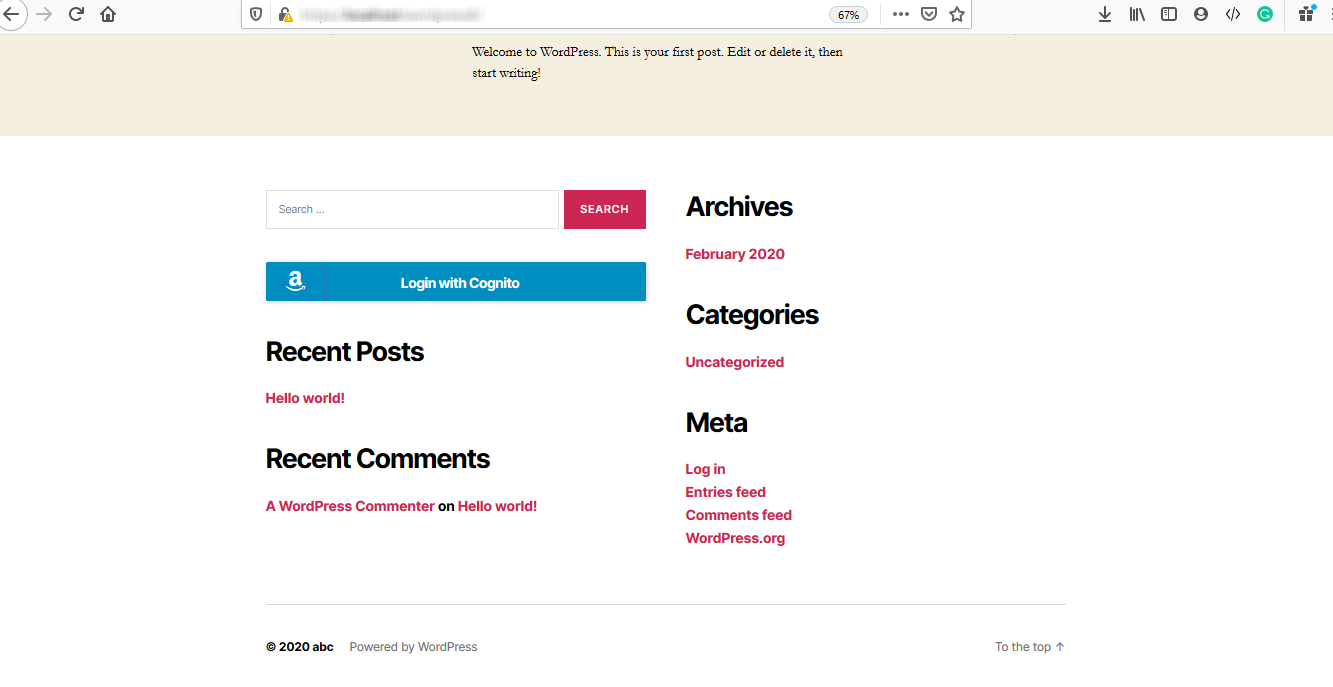 67%
Welcome to WordPress. This is your first post. Edit or delete it, then
start writing!
Search …
SEARCH
Login with Cognito
Recent Posts
Hello world!
Recent Comments
A WordPress Commenter on Hello world!
Archives
February 2020
Categories
Uncategorized
Meta
Log in
Entries feed
Comments feed
WordPress.org
© 2020 abc
Powered by WordPress
To the top ↑